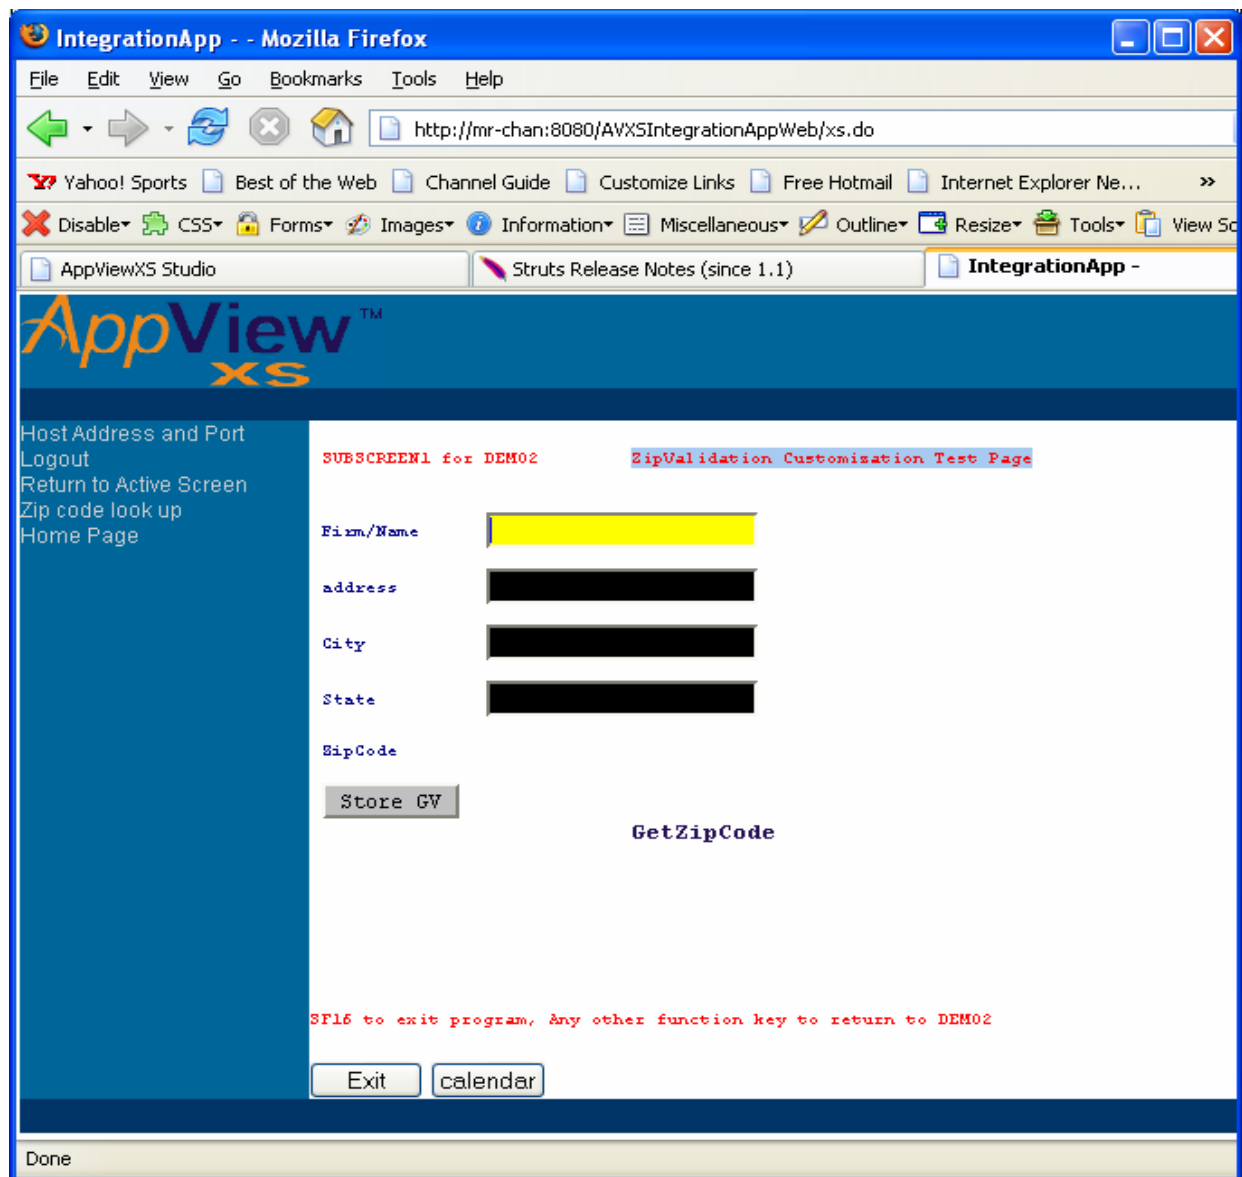 IntegrationApp - - Mozilla Firefox
File Edit View Go Bookmarks Tools Help
http://mr-chan:8080/AVXSIntegrationAppWeb/xs.do
Yahoo! Sports Best of the Web Channel Guide Customize Links Free Hotmail Internet Explorer Ne... »
Disable CSS Forms Images Information Miscellaneous Outline Resize Tools View Sc
AppViewXS Studio Struts Release Notes (since 1.1) IntegrationApp -
AppView™
XS
Host Address and Port
Logout
Return to Active Screen
Zip code look up
Home Page
SUBSCREEN1 for DEMO2 ZipValidation Customization Test Page
Firm/Name
address
City
State
ZipCode
Store GV
GetZipCode
SF16 to exit program, Any other function key to return to DEMO2
Exit calendar
Done